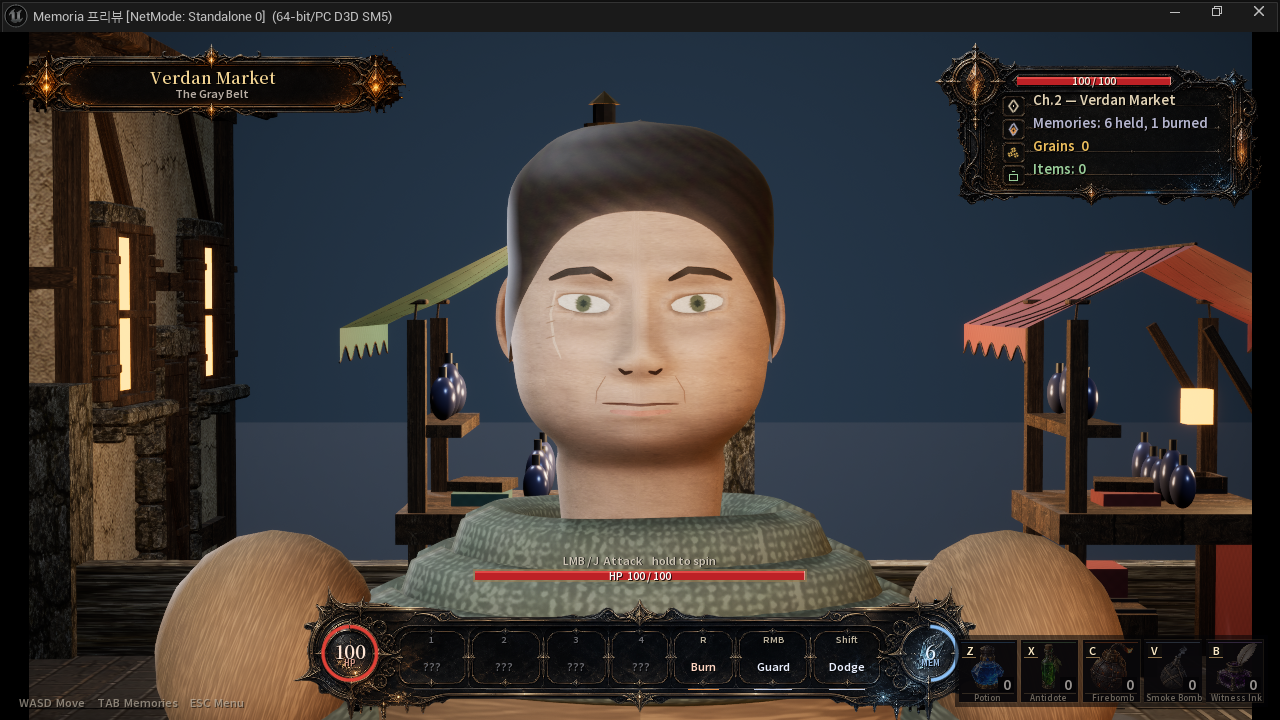 Memoria 프리뷰 [NetMode: Standalone 0] (64-bit/PC D3D SM5)
Verdan Market
The Gray Belt
100 / 100
Ch.2 — Verdan Market
Memories: 6 held, 1 burned
Grains 0
Items: 0
LMB / J Attack hold to spin
HP 100 / 100
100
HP
1
???
2
???
3
???
4
???
R
Burn
RMB
Guard
Shift
Dodge
6
MEM
Z
0
Potion
X
0
Antidote
C
0
Firebomb
V
0
Smoke Bomb
B
0
Witness Ink
WASD Move TAB Memories ESC Menu